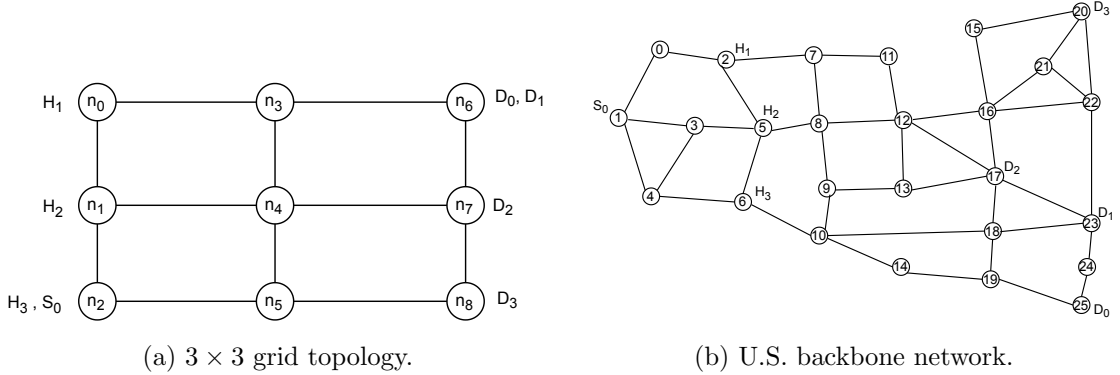 H1 n0 n3 n6 D0, D1
H2 n1 n4 n7 D2
H3 , S0 n2 n5 n8 D3
(a) 3 × 3 grid topology.
20 D3
15
0 H1
2 7 11
21
S0
1 3 H2
5 8 12 16 22
D2
17
4 6 H3 9 13
10 18 23 D1
14 19 24
25 D0
(b) U.S. backbone network.